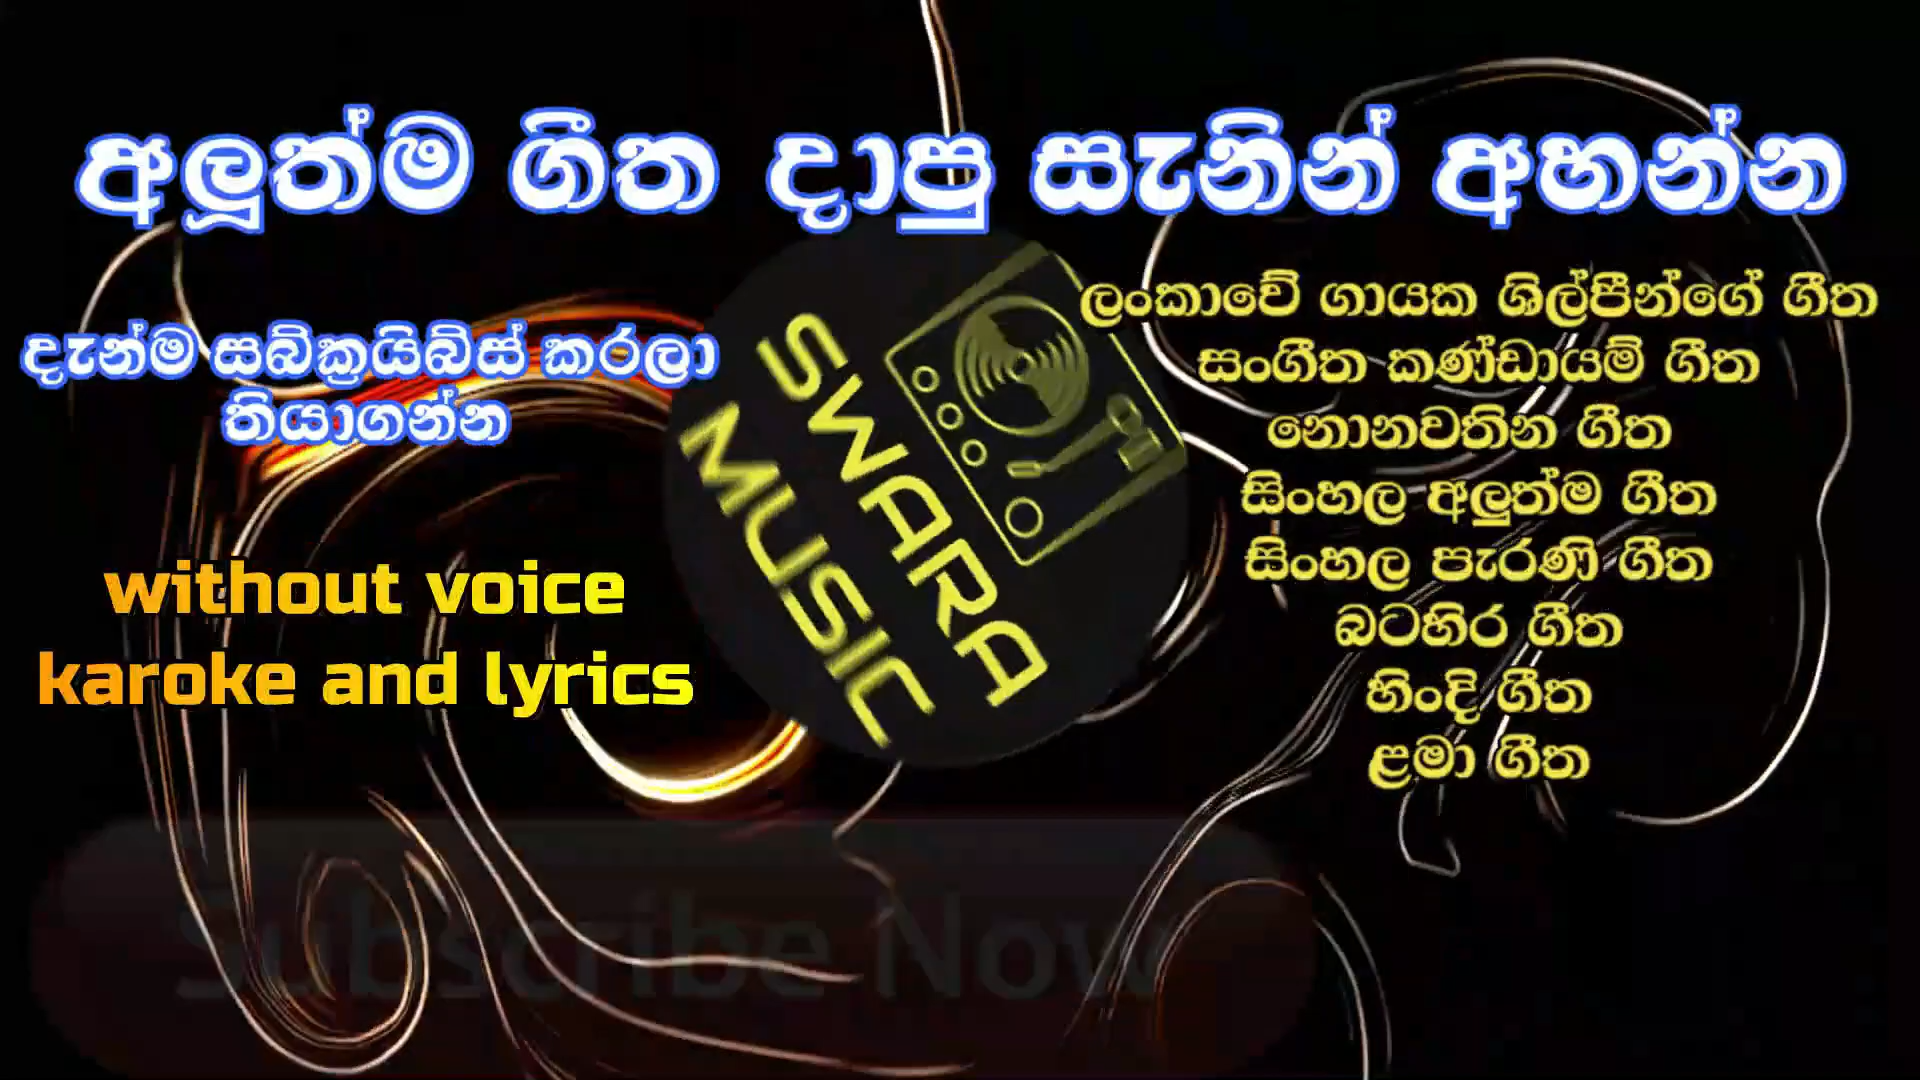 අලුත්ම ගීත දාපු සැනින් අහන්න
දැන්ම සබ්ක්‍රයිබ්ස් කරලා
තියාගන්න
without voice
karoke and lyrics
SWARA
MUSIC
ලංකාවේ ගායක ශිල්පීන්ගේ ගීත
සංගීත කණ්ඩායම් ගීත
නොනවතින ගීත
සිංහල අලුත්ම ගීත
සිංහල පැරණි ගීත
බටහිර ගීත
හිංදි ගීත
ළමා ගීත
Subscribe Now